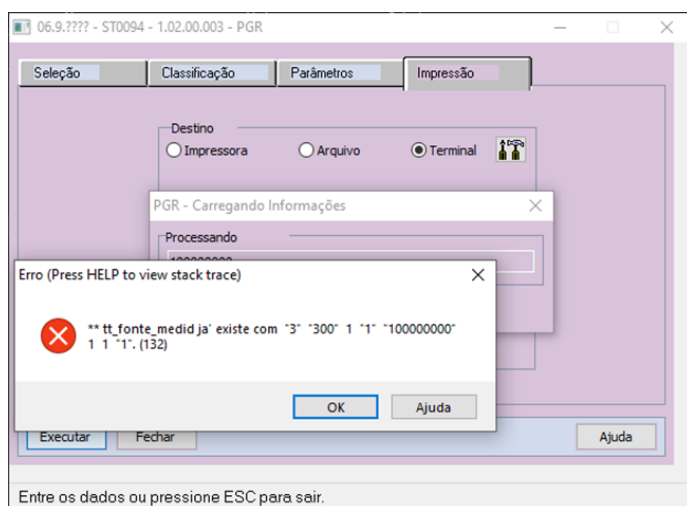 06.9.???? - ST0094 - 1.02.00.003 - PGR
Seleção Classificação Parâmetros Impressão
Destino
Impressora Arquivo Terminal
PGR - Carregando Informações
Processando
Erro (Press HELP to view stack trace)
** tt_fonte_medid ja' existe com "3" "300" 1 "1" "100000000"
1 1 "1". (132)
OK Ajuda
Executar Fechar Ajuda
Entre os dados ou pressione ESC para sair.